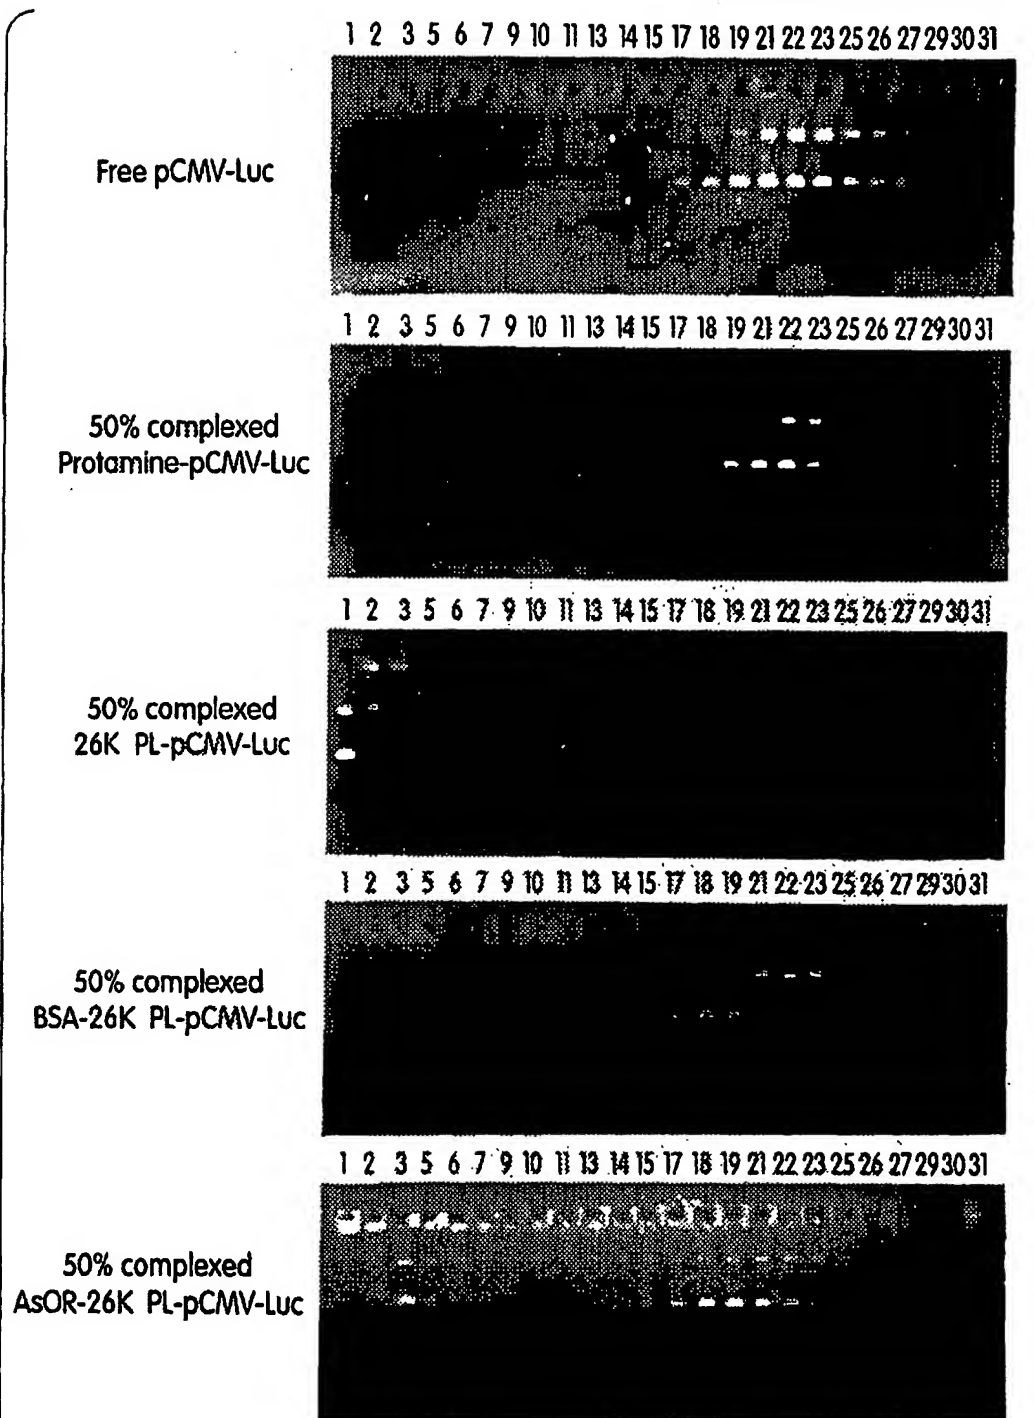 1 2 3 5 6 7 9 10 11 13 14 15 17 18 19 21 22 23 25 26 27 29 30 31
Free pCMV-Luc
1 2 3 5 6 7 9 10 11 13 14 15 17 18 19 21 22 23 25 26 27 29 30 31
50% complexed
Protamine-pCMV-Luc
1 2 3 5 6 7 9 10 11 13 14 15 17 18 19 21 22 23 25 26 27 29 30 31
50% complexed
26K PL-pCMV-Luc
1 2 3 5 6 7 9 10 11 13 14 15 17 18 19 21 22 23 25 26 27 29 30 31
50% complexed
BSA-26K PL-pCMV-Luc
1 2 3 5 6 7 9 10 11 13 14 15 17 18 19 21 22 23 25 26 27 29 30 31
50% complexed
AsOR-26K PL-pCMV-Luc